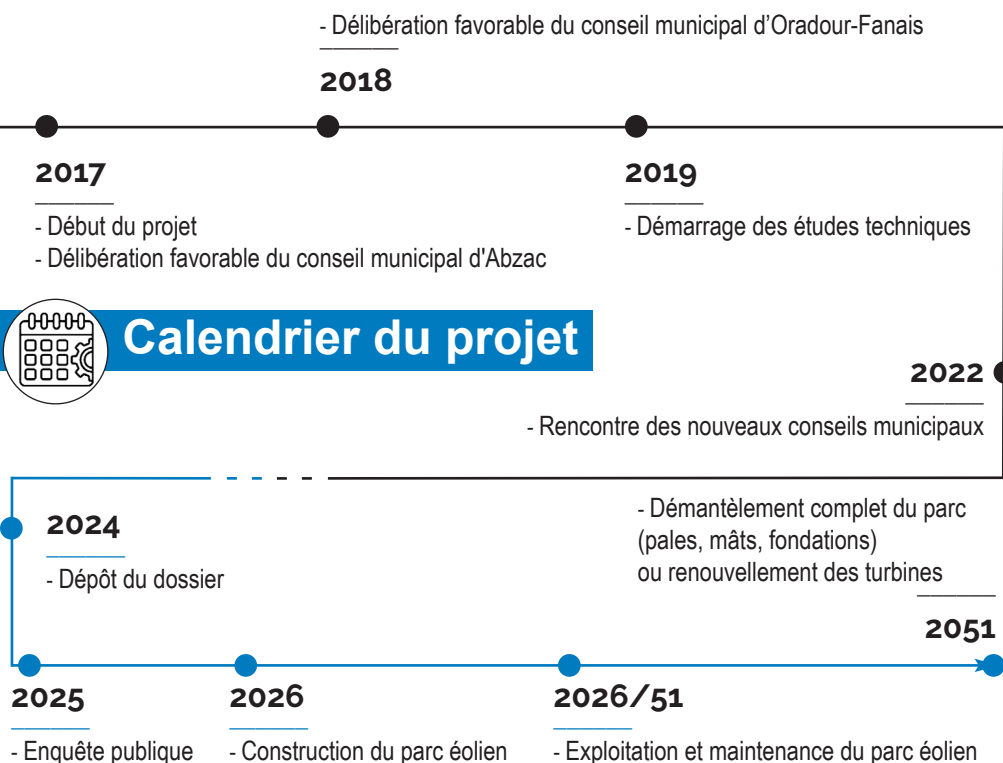 - Délibération favorable du conseil municipal d’Oradour-Fanais
2018
2017
- Début du projet
- Délibération favorable du conseil municipal d'Abzac
2019
- Démarrage des études techniques
Calendrier du projet
2022
- Rencontre des nouveaux conseils municipaux
2024
- Dépôt du dossier
- Démantèlement complet du parc
(pales, mâts, fondations)
ou renouvellement des turbines
2051
2025
- Enquête publique
2026
- Construction du parc éolien
2026/51
- Exploitation et maintenance du parc éolien